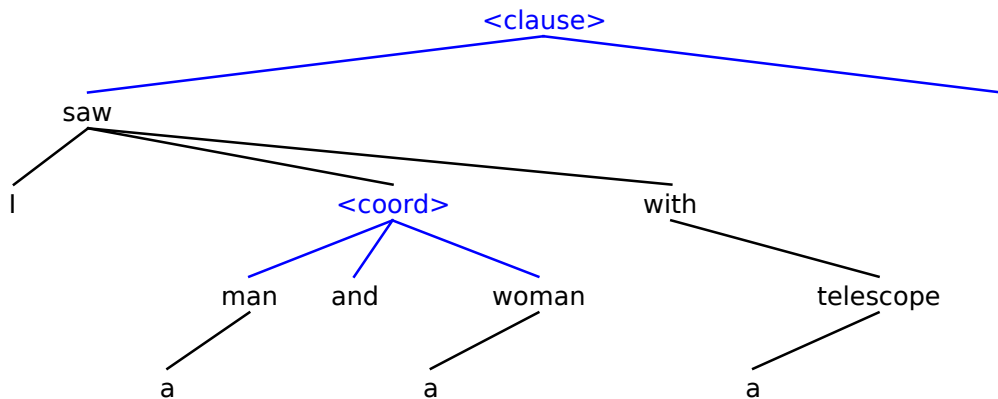 <clause>
saw
I <coord> with
man and woman telescope
a a a